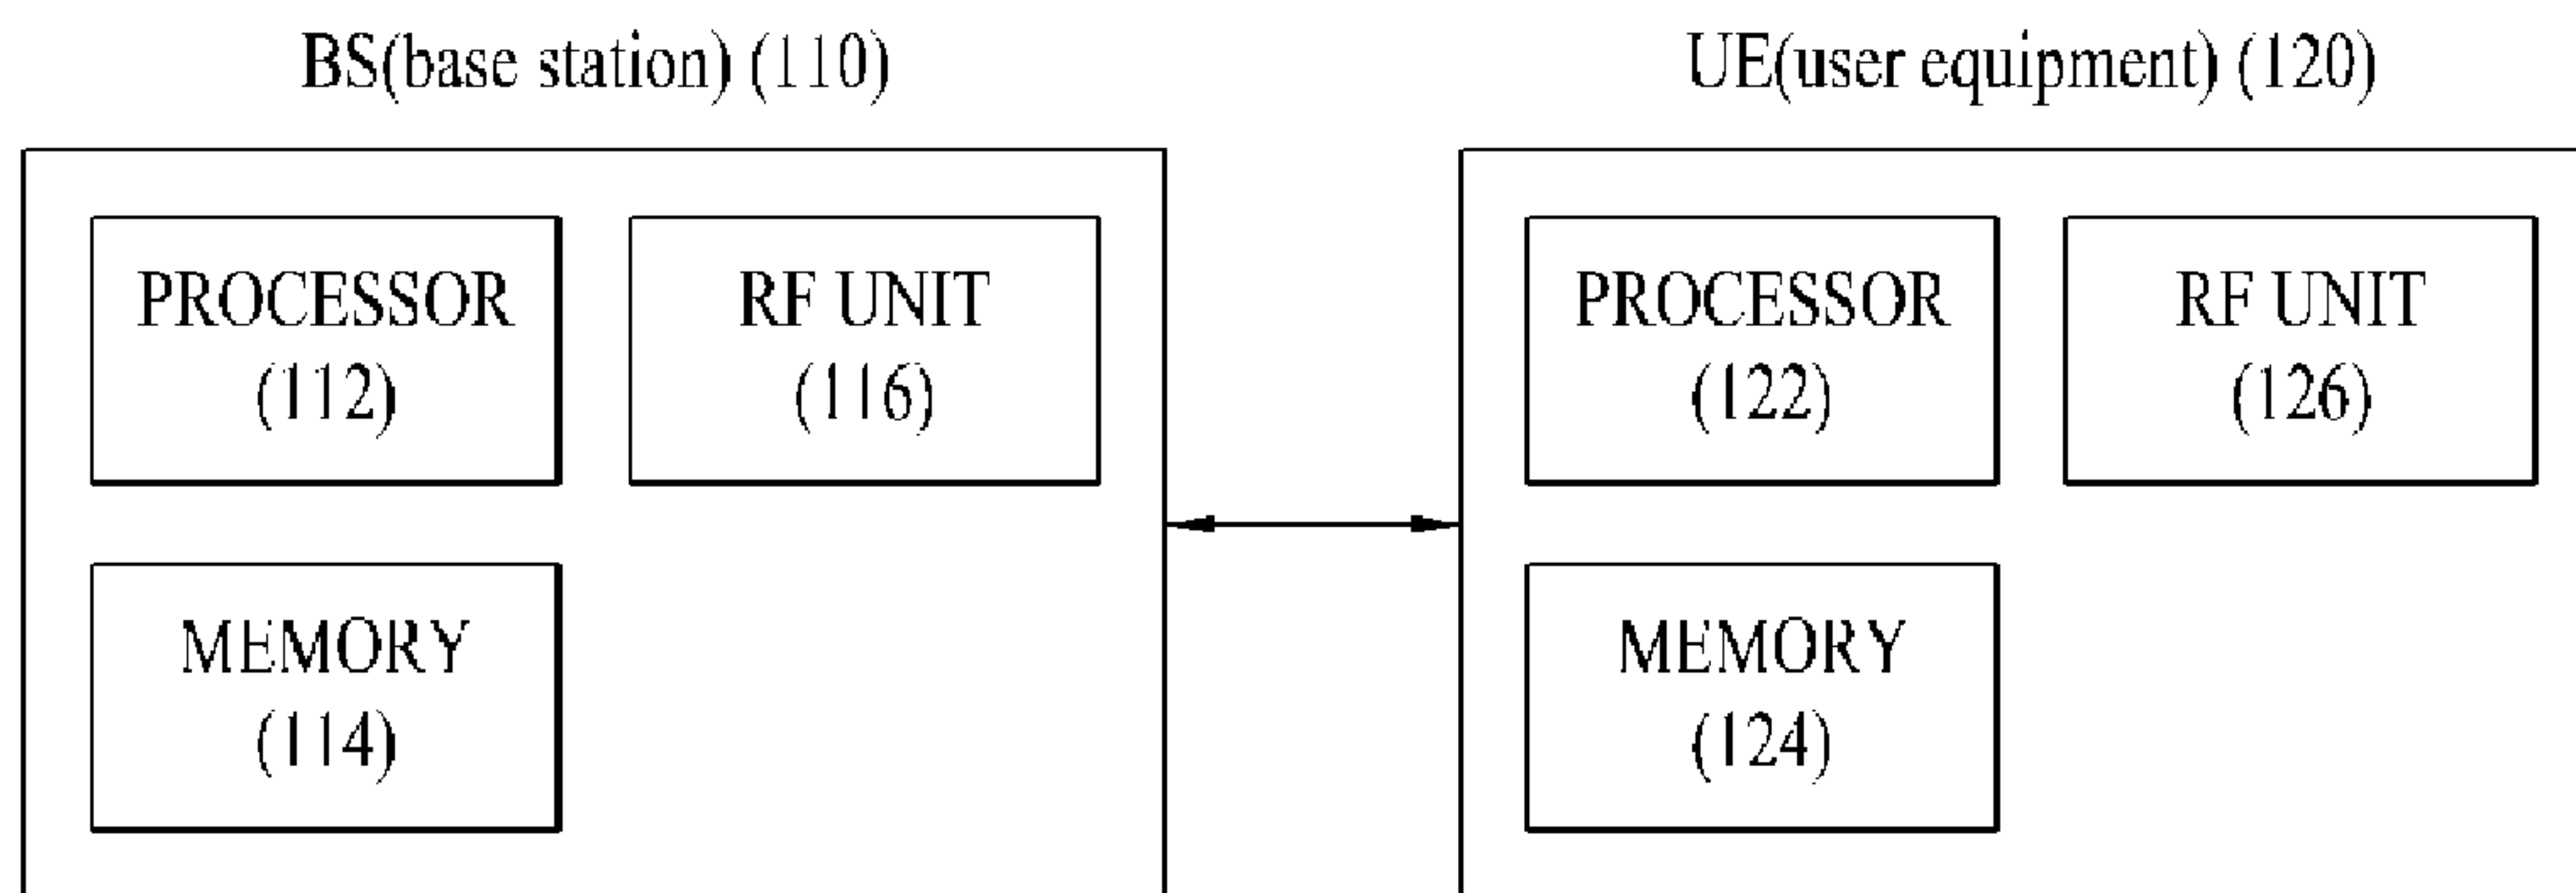 BS(base station) (110)
UE(user equipment) (120)
PROCESSOR
(112)
RF UNIT
(116)
MEMORY
(114)
PROCESSOR
(122)
RF UNIT
(126)
MEMORY
(124)